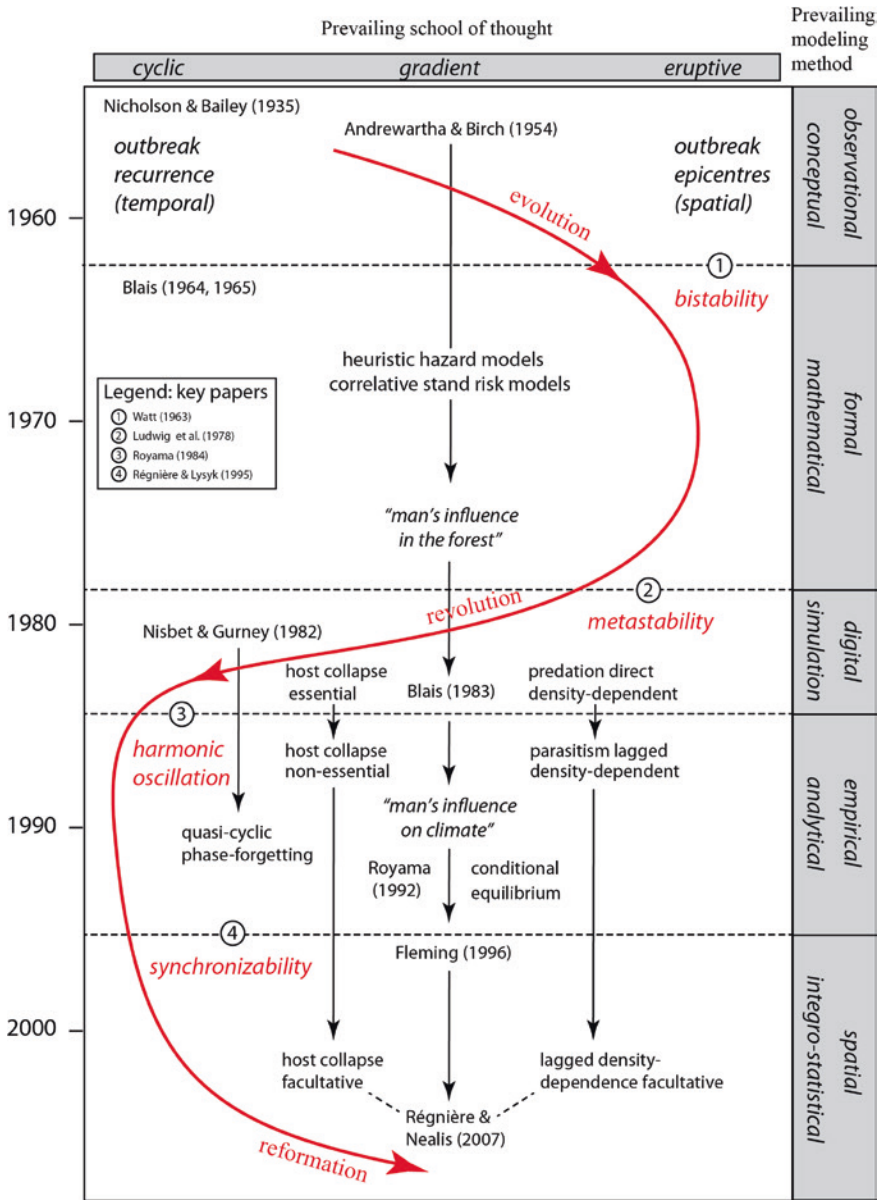 Prevailing school of thought
Prevailing
modeling
method
cyclic
gradient
eruptive
Nicholson & Bailey (1935)
Andrewartha & Birch (1954)
outbreak
recurrence
(temporal)
outbreak
epicentres
(spatial)
observational
conceptual
1960
evolution
1
bistability
Blais (1964, 1965)
heuristic hazard models
correlative stand risk models
formal
mathematical
Legend: key papers
1 Watt (1963)
2 Ludwig et al. (1978)
3 Royama (1984)
4 Régnière & Lysyk (1995)
1970
"man's influence
in the forest"
2
metastability
revolution
1980
Nisbet & Gurney (1982)
digital
simulation
host collapse
essential
Blais (1983)
predation direct
density-dependent
3
harmonic
oscillation
host collapse
non-essential
parasitism lagged
density-dependent
empirical
analytical
"man's influence
on climate"
1990
quasi-cyclic
phase-forgetting
Royama
(1992)
conditional
equilibrium
4
synchronizability
Fleming (1996)
spatial
integro-statistical
2000
host collapse
facultative
lagged density-
dependence facultative
Régnière &
Nealis (2007)
reformation